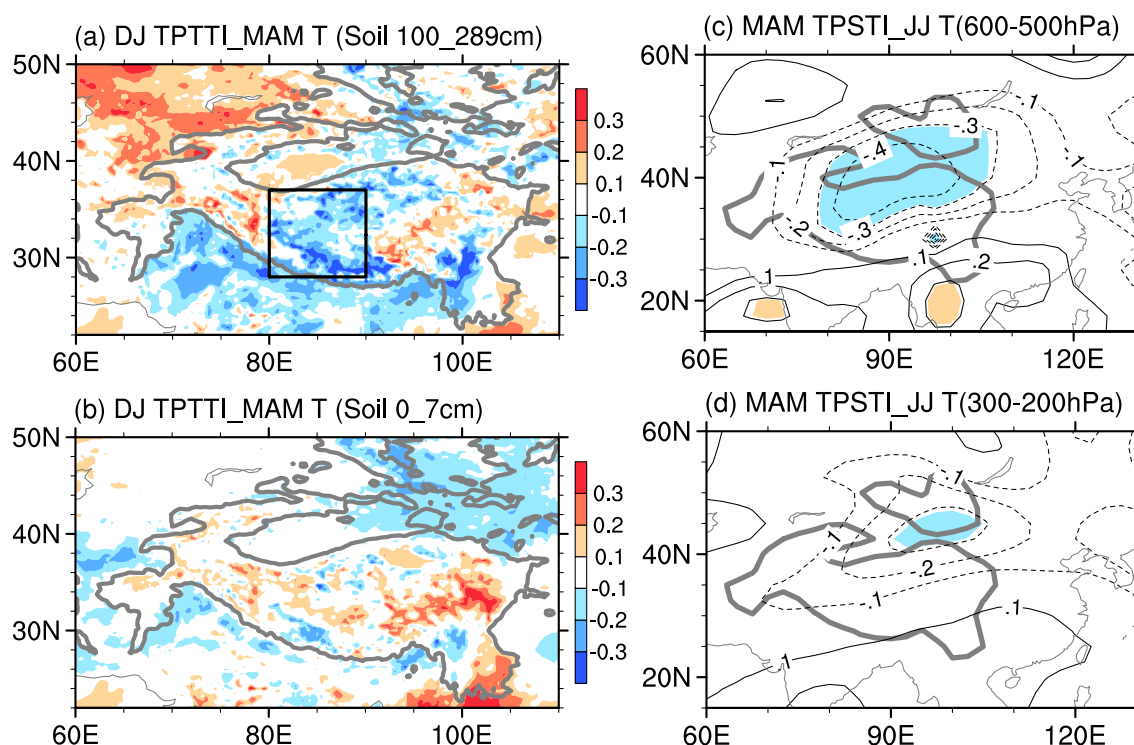 (a) DJ TPTTI_MAM T (Soil 100_289cm)
50N
40N
30N
60E
80E
100E
0.3
0.2
0.1
-0.1
-0.2
-0.3
(c) MAM TPSTI_JJ T(600-500hPa)
60N
40N
20N
60E
90E
120E
.1
.3
.4
.1
.1
.2
.3
.1
.2
.1
(b) DJ TPTTI_MAM T (Soil 0_7cm)
50N
40N
30N
60E
80E
100E
0.3
0.2
0.1
-0.1
-0.2
-0.3
(d) MAM TPSTI_JJ T(300-200hPa)
60N
40N
20N
60E
90E
120E
.1
.1
.2
.1
.1
.1